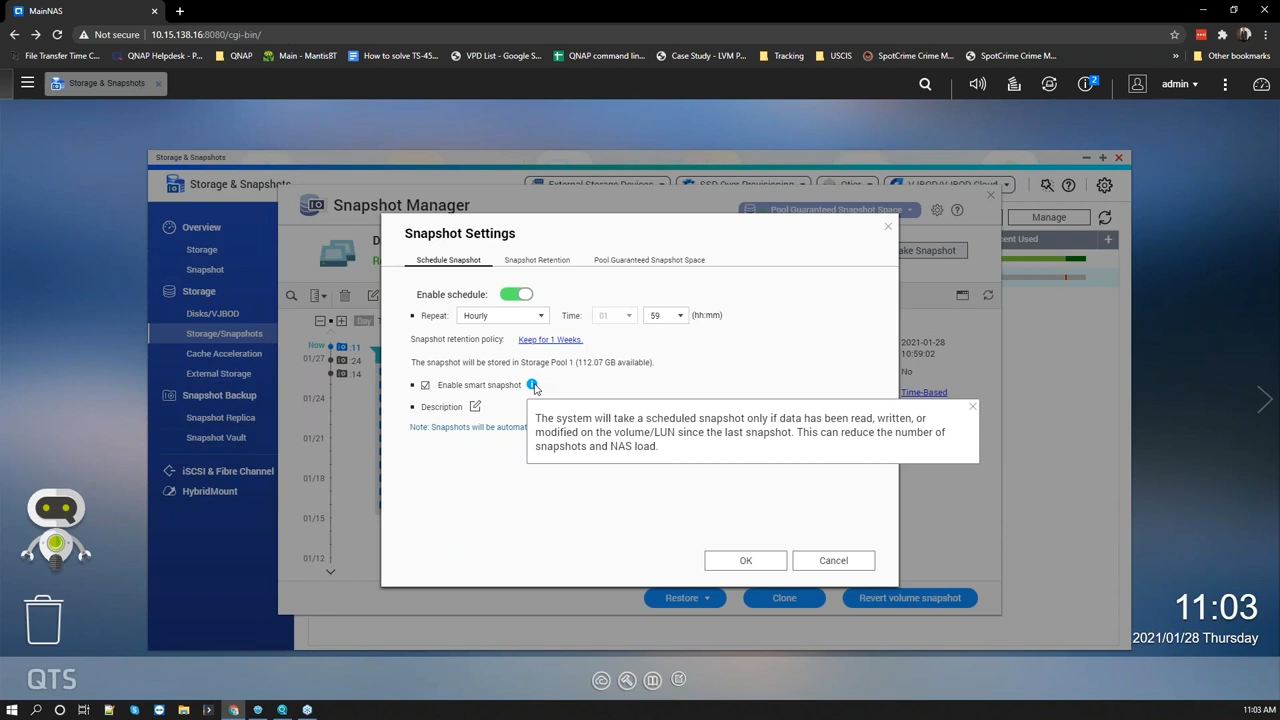 MainNAS
Not secure
10.15.138.16:8080/cgi-bin/
File Transfer Time C...
QNAP Helpdesk - P...
QNAP
Main - MantisBT
How to solve TS-45...
VPD List - Google S...
QNAP command lin...
Case Study - LVM P...
Tracking
USCIS
SpotCrime Crime M...
SpotCrime Crime M...
Other bookmarks
Storage & Snapshots
2
admin
Storage & Snapshots
Storage & Snapshots
External Storage Devices
SSD Over Provisioning
Qtier
VJBOD/VJBOD Cloud
Overview
Storage
Snapshot
Storage
Disks/VJBOD
Storage/Snapshots
Cache Acceleration
External Storage
Snapshot Backup
Snapshot Replica
Snapshot Vault
iSCSI & Fibre Channel
HybridMount
Snapshot Manager
Pool Guaranteed Snapshot Space
Manage
Day
Now
:11
01/27
:24
:14
01/24
01/21
01/18
01/15
01/12
2021-01-28
10:59:02
No
Time-Based
Snapshot Settings
Schedule Snapshot
Snapshot Retention
Pool Guaranteed Snapshot Space
Enable schedule:
Repeat: Hourly Time: 01 59 (hh:mm)
Snapshot retention policy: Keep for 1 Weeks.
The snapshot will be stored in Storage Pool 1 (112.07 GB available).
Enable smart snapshot
Description
Note: Snapshots will be automat
The system will take a scheduled snapshot only if data has been read, written, or
modified on the volume/LUN since the last snapshot. This can reduce the number of
snapshots and NAS load.
OK
Cancel
Restore
Clone
Revert volume snapshot
11:03
2021/01/28 Thursday
QTS
11:03 AM